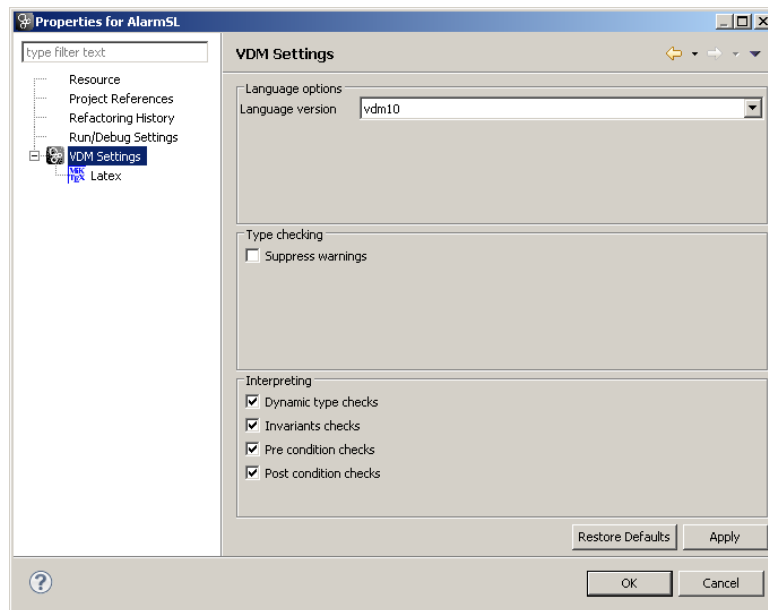 Properties for AlarmSL
type filter text
Resource
Project References
Refactoring History
Run/Debug Settings
VDM Settings
MiK
TEX
Latex
VDM Settings
Language options
Language version vdm10
Type checking
Suppress warnings
Interpreting
Dynamic type checks
Invariants checks
Pre condition checks
Post condition checks
Restore Defaults Apply
? OK Cancel